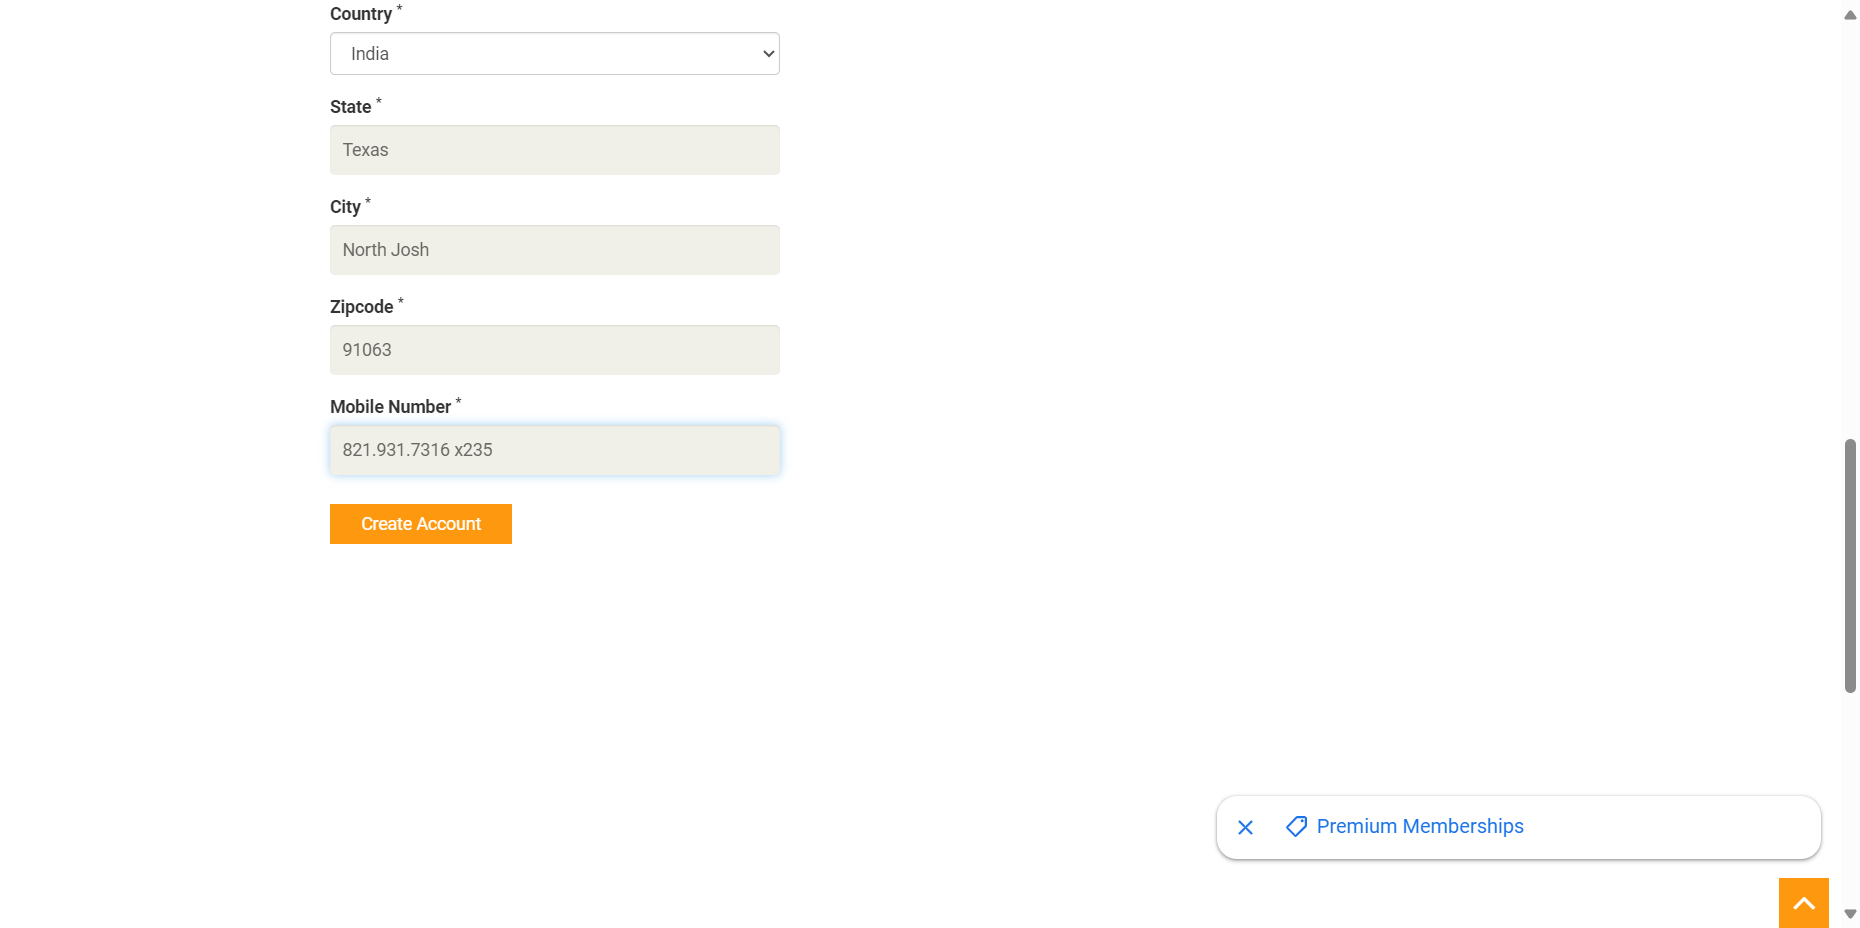 Country *
India
State *
Texas
City *
North Josh
Zipcode *
91063
Mobile Number *
821.931.7316 x235
Create Account
Premium Memberships